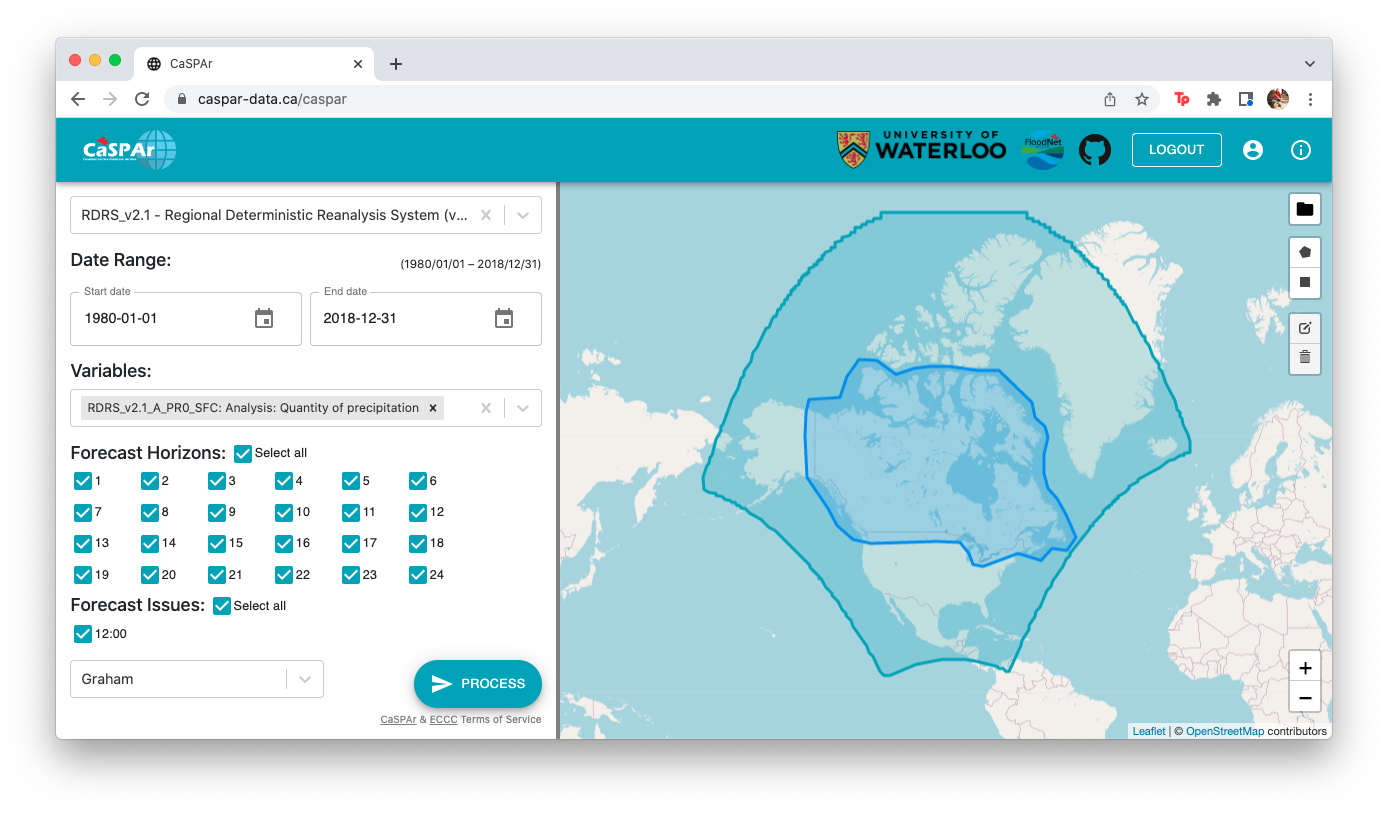 CaSPAr
caspar-data.ca/caspar
CaSPAr
UNIVERSITY OF
WATERLOO
FloodNet
LOGOUT
RDRS_v2.1 - Regional Deterministic Reanalysis System (v...
Date Range:
(1980/01/01 – 2018/12/31)
Start date
End date
1980-01-01
2018-12-31
Variables:
RDRS_v2.1_A_PR0_SFC: Analysis: Quantity of precipitation
Forecast Horizons: Select all
1 2 3 4 5 6
7 8 9 10 11 12
13 14 15 16 17 18
19 20 21 22 23 24
Forecast Issues: Select all
12:00
Graham
PROCESS
CaSPAr & ECCC Terms of Service
+
−
Leaflet | © OpenStreetMap contributors